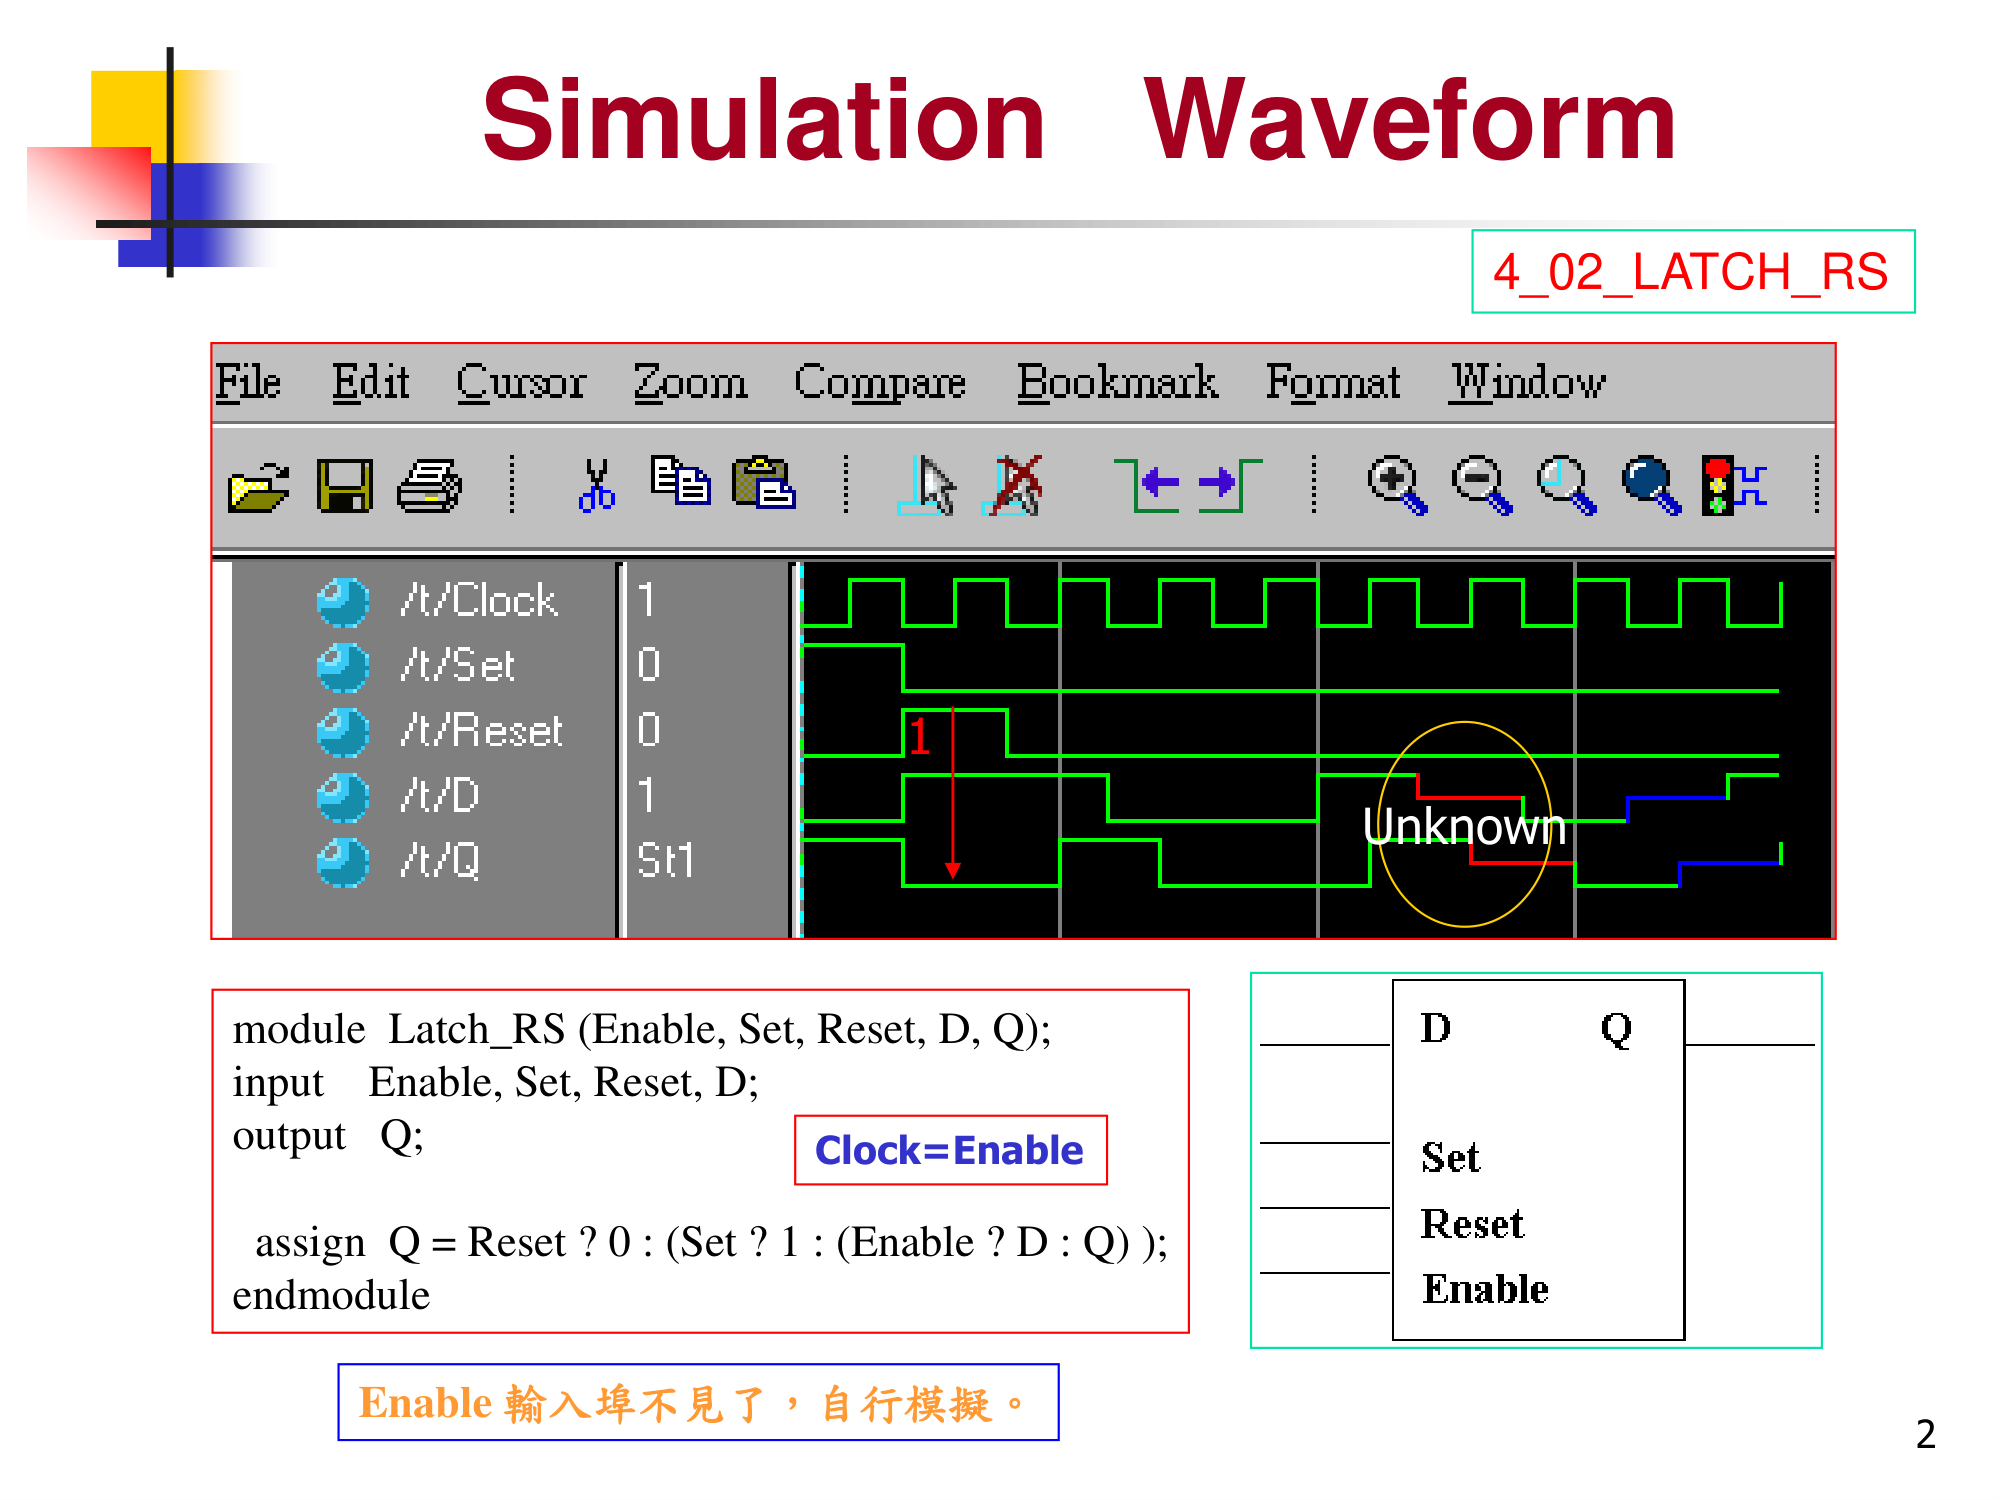 Simulation Waveform
4_02_LATCH_RS
File Edit Cursor Zoom Compare Bookmark Format Window
/t/Clock 1
/t/Set 0
/t/Reset 0
1
/t/D 1
Unknown
/t/Q St1
module Latch_RS (Enable, Set, Reset, D, Q);
input Enable, Set, Reset, D;
output Q;
Clock=Enable
assign Q = Reset ? 0 : (Set ? 1 : (Enable ? D : Q) );
endmodule
D Q
Set
Reset
Enable
Enable 輸入埠不見了，自行模擬。
2